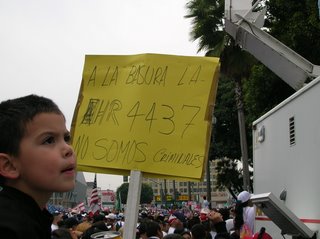 A LA BASURA LA
HR 4437
NO SOMOS CRIMINALES